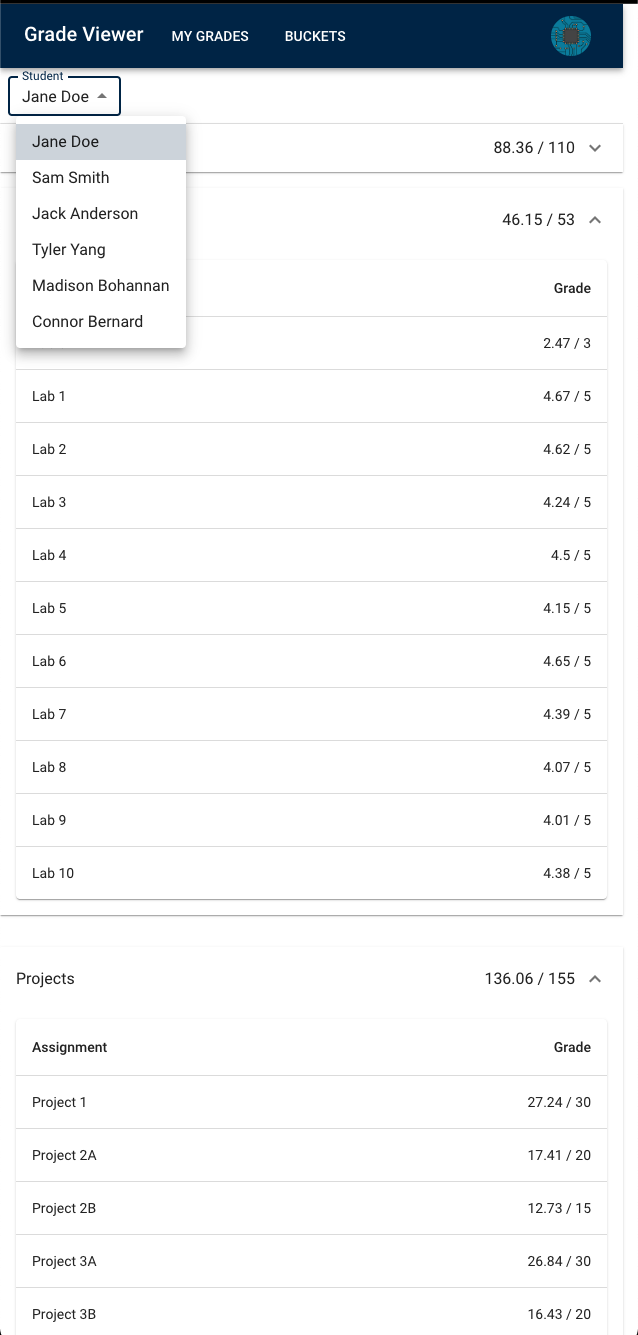 Grade Viewer MY GRADES BUCKETS
Student
Jane Doe
Jane Doe
88.36 / 110
Sam Smith
Jack Anderson
46.15 / 53
Tyler Yang
Madison Bohannan
Grade
Connor Bernard
2.47 / 3
Lab 1 4.67 / 5
Lab 2 4.62 / 5
Lab 3 4.24 / 5
Lab 4 4.5 / 5
Lab 5 4.15 / 5
Lab 6 4.65 / 5
Lab 7 4.39 / 5
Lab 8 4.07 / 5
Lab 9 4.01 / 5
Lab 10 4.38 / 5
Projects 136.06 / 155
Assignment Grade
Project 1 27.24 / 30
Project 2A 17.41 / 20
Project 2B 12.73 / 15
Project 3A 26.84 / 30
Project 3B 16.43 / 20